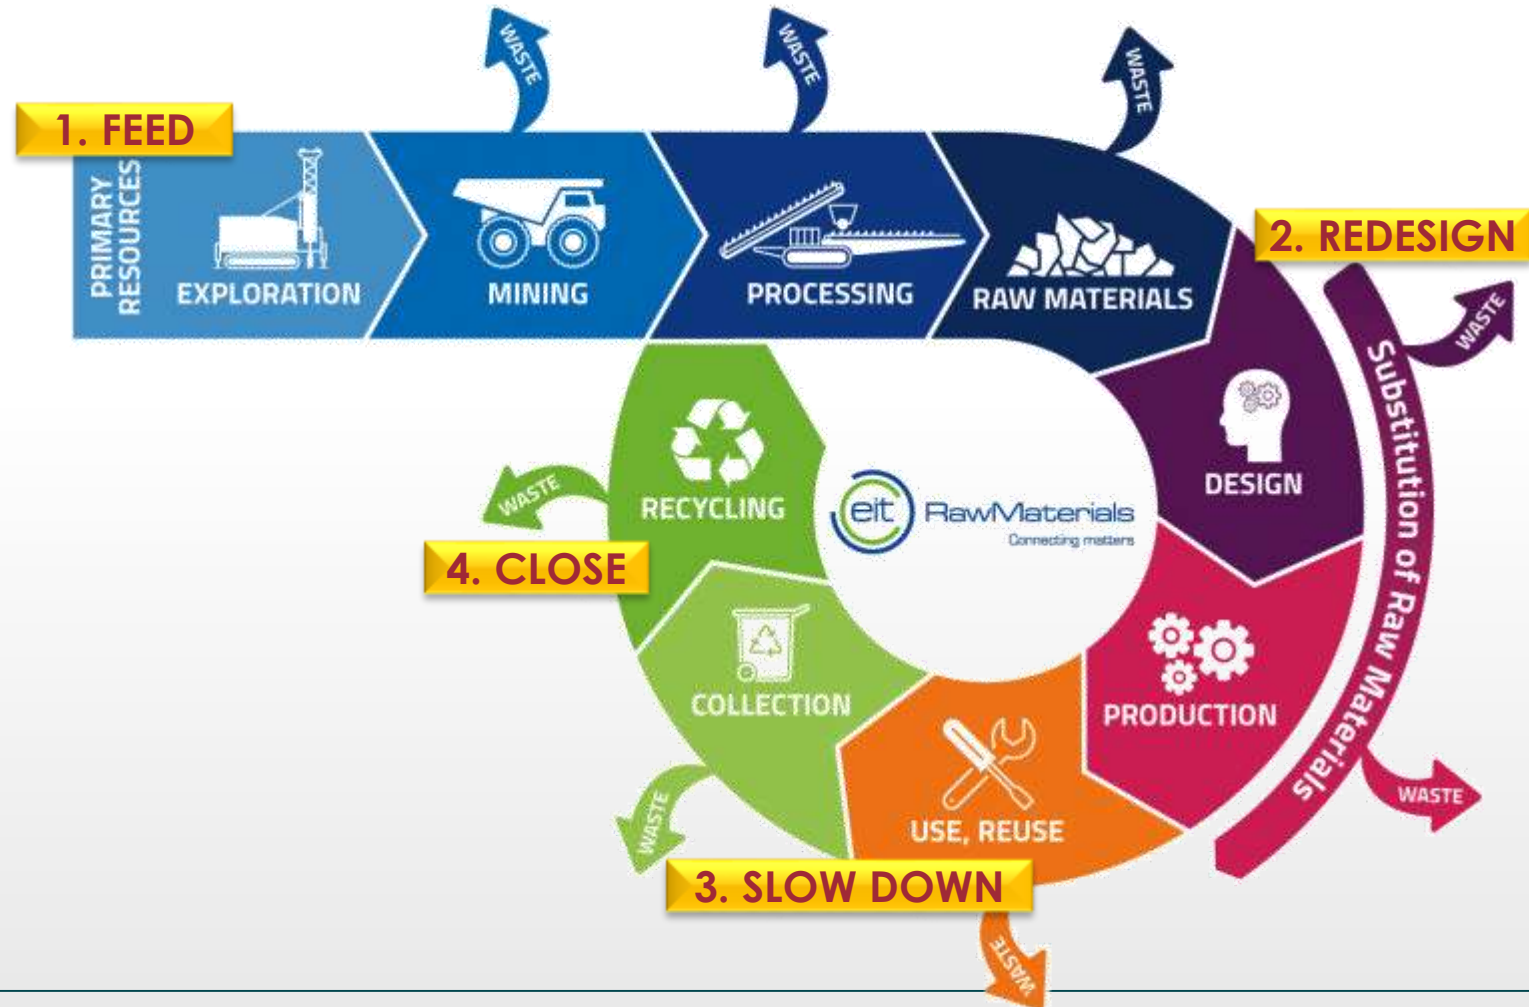 WASTE
WASTE
WASTE
1. FEED
PRIMARY
RESOURCES
EXPLORATION
MINING
PROCESSING
RAW MATERIALS
2. REDESIGN
WASTE
Substitution of Raw Materials
DESIGN
RECYCLING
WASTE
eit RawMaterials
Connecting matters
4. CLOSE
COLLECTION
PRODUCTION
WASTE
WASTE
USE, REUSE
3. SLOW DOWN
WASTE